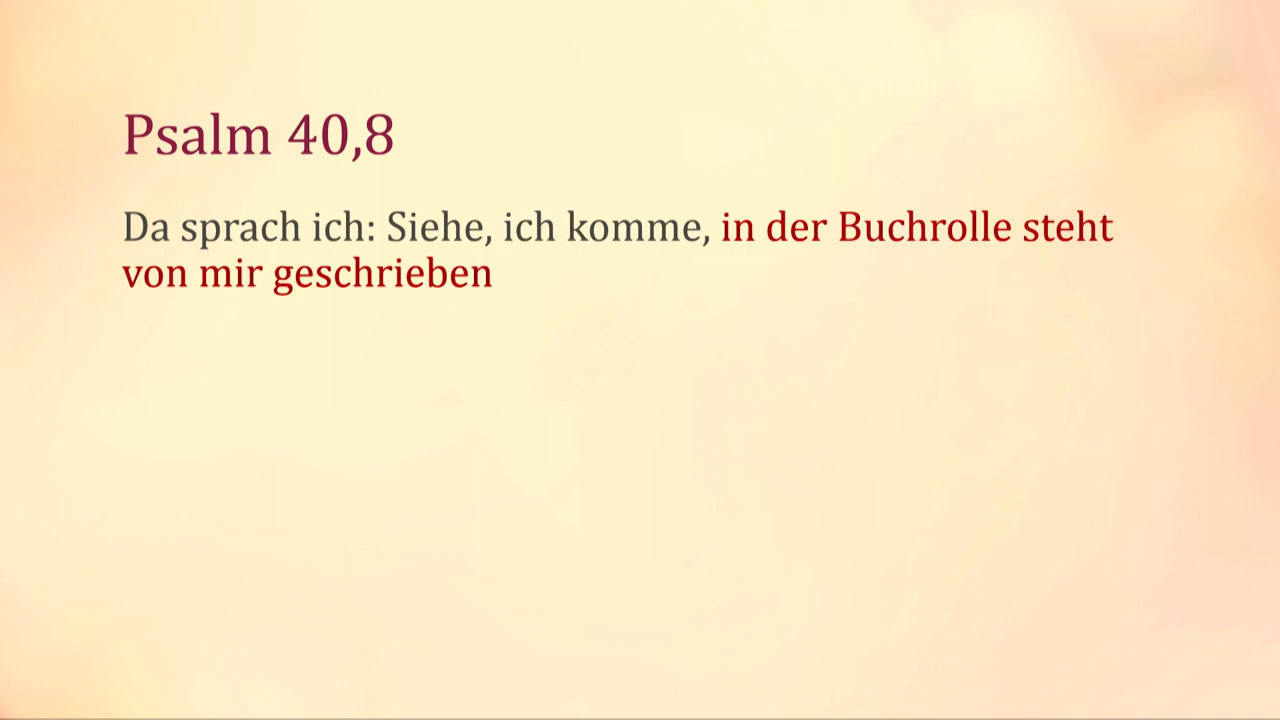 Psalm 40,8
Da sprach ich: Siehe, ich komme, in der Buchrolle steht
von mir geschrieben